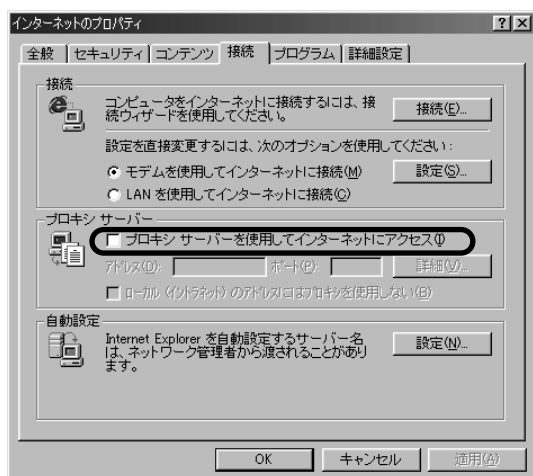 インターネットのプロパティ
全般 セキュリティ コンテンツ 接続 プログラム 詳細設定
接続
コンピュータをインターネットに接続するには、接
続ウィザードを使用してください。
接続(E)...
設定を直接変更するには、次のオプションを使用してください:
モデムを使用してインターネットに接続(M)
設定(S)...
LAN を使用してインターネットに接続(C)
プロキシ サーバー
プロキシ サーバーを使用してインターネットにアクセス(I)
アドレス(D): ポート(P): 詳細(V)...
ローカル (イントラネット) のアドレスにはプロキシを使用しない(B)
自動設定
Internet Explorer を自動設定するサーバー名
は、ネットワーク管理者から渡されることがあり
ます。
設定(N)...
OK キャンセル 適用(A)